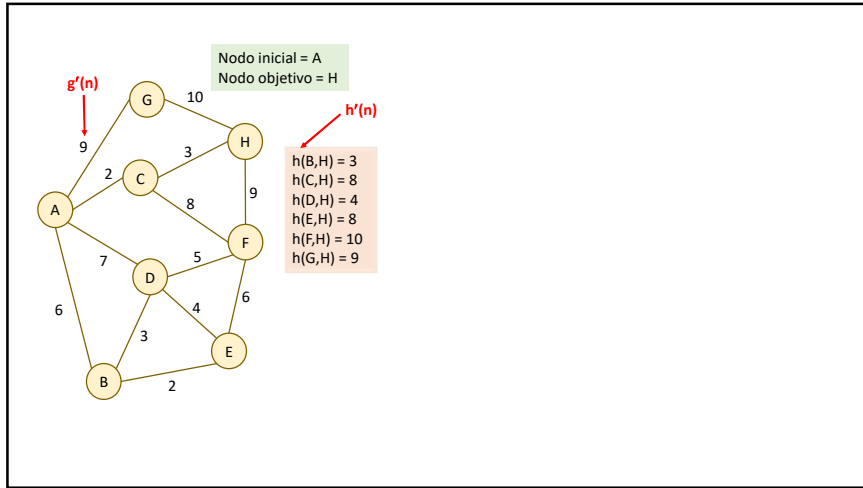 Nodo inicial = A
Nodo objetivo = H
g’(n)
h’(n)
G
10
H
9
3
C
2
8
9
A
F
7
5
D
6
6
4
3
E
B
2
h(B,H) = 3
h(C,H) = 8
h(D,H) = 4
h(E,H) = 8
h(F,H) = 10
h(G,H) = 9